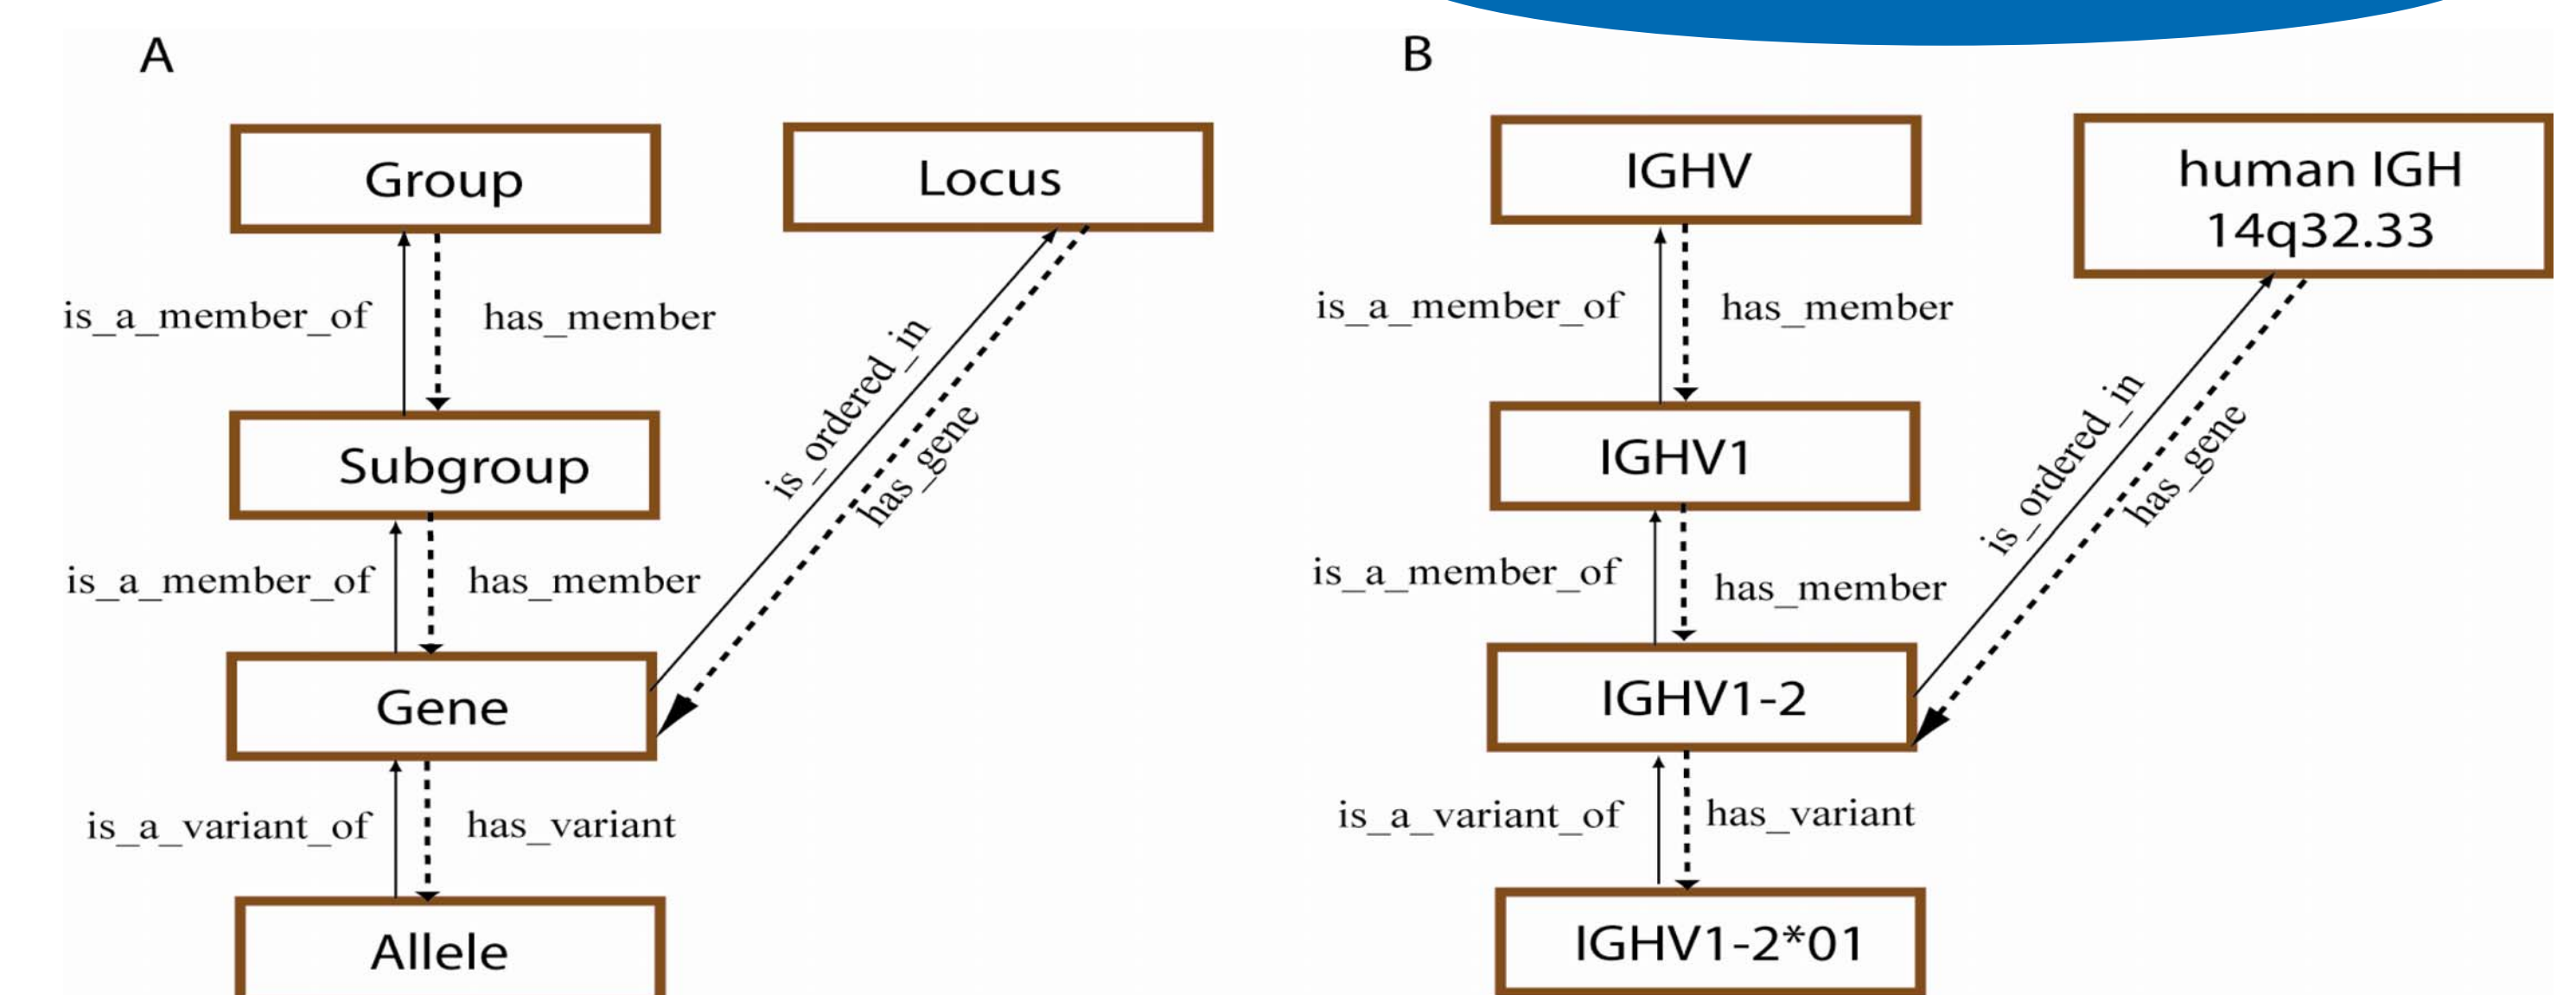 A
Group
Locus
is_a_member_of
has_member
is_ordered_in
has_gene
Subgroup
is_a_member_of
has_member
Gene
is_a_variant_of
has_variant
Allele
B
IGHV
human IGH
14q32.33
is_a_member_of
has_member
is_ordered_in
has_gene
IGHV1
is_a_member_of
has_member
IGHV1-2
is_a_variant_of
has_variant
IGHV1-2*01